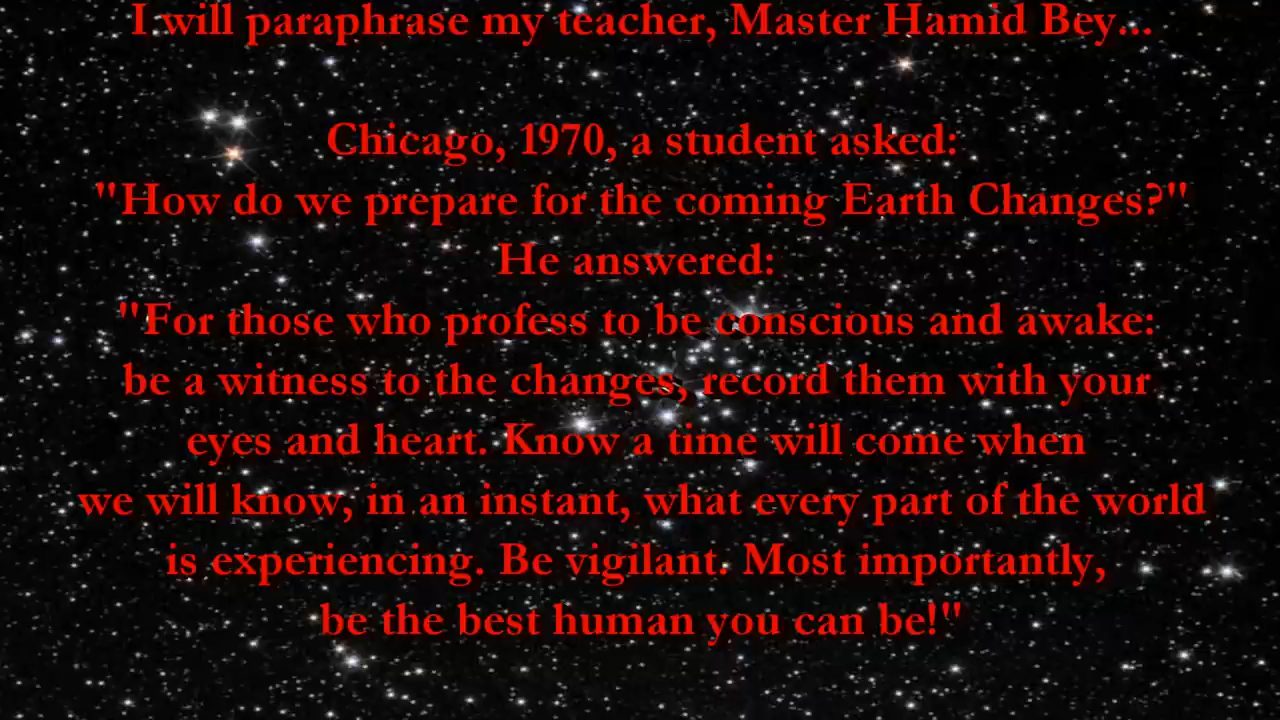 I will paraphrase my teacher, Master Hamid Bey...
Chicago, 1970, a student asked:
"How do we prepare for the coming Earth Changes?"
He answered:
"For those who profess to be conscious and awake:
be a witness to the changes, record them with your
eyes and heart. Know a time will come when
we will know, in an instant, what every part of the world
is experiencing. Be vigilant. Most importantly,
be the best human you can be!"